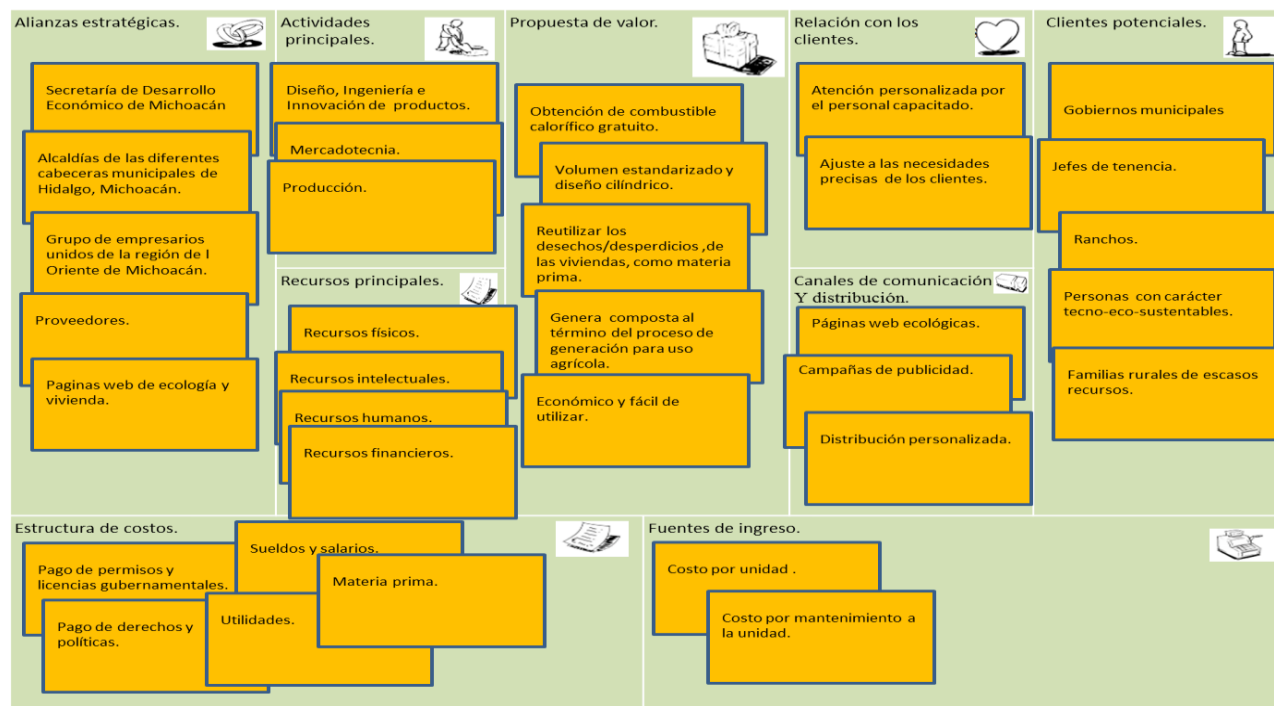 Alianzas estratégicas.
Secretaría de Desarrollo
Económico de Michoacán
Alcaldías de las diferentes
cabeceras municipales de
Hidalgo, Michoacán.
Grupo de empresarios
unidos de la región de l
Oriente de Michoacán.
Proveedores.
Paginas web de ecología y
vivienda.
Actividades
principales.
Diseño, Ingeniería e
Innovación de productos.
Mercadotecnia.
Producción.
Recursos principales.
Recursos físicos.
Recursos intelectuales.
Recursos humanos.
Recursos financieros.
Propuesta de valor.
Obtención de combustible
calorífico gratuito.
Volumen estandarizado y
diseño cilíndrico.
Reutilizar los
desechos/desperdicios ,de
las viviendas, como materia
prima.
Genera composta al
término del proceso de
generación para uso
agrícola.
Económico y fácil de
utilizar.
Relación con los
clientes.
Atención personalizada por
el personal capacitado.
Ajuste a las necesidades
precisas de los clientes.
Canales de comunicación
Y distribución.
Páginas web ecológicas.
Campañas de publicidad.
Distribución personalizada.
Clientes potenciales.
Gobiernos municipales
Jefes de tenencia.
Ranchos.
Personas con carácter
tecno-eco-sustentables.
Familias rurales de escasos
recursos.
Estructura de costos.
Pago de permisos y
licencias gubernamentales.
Sueldos y salarios.
Materia prima.
Pago de derechos y
políticas.
Utilidades.
Fuentes de ingreso.
Costo por unidad .
Costo por mantenimiento a
la unidad.